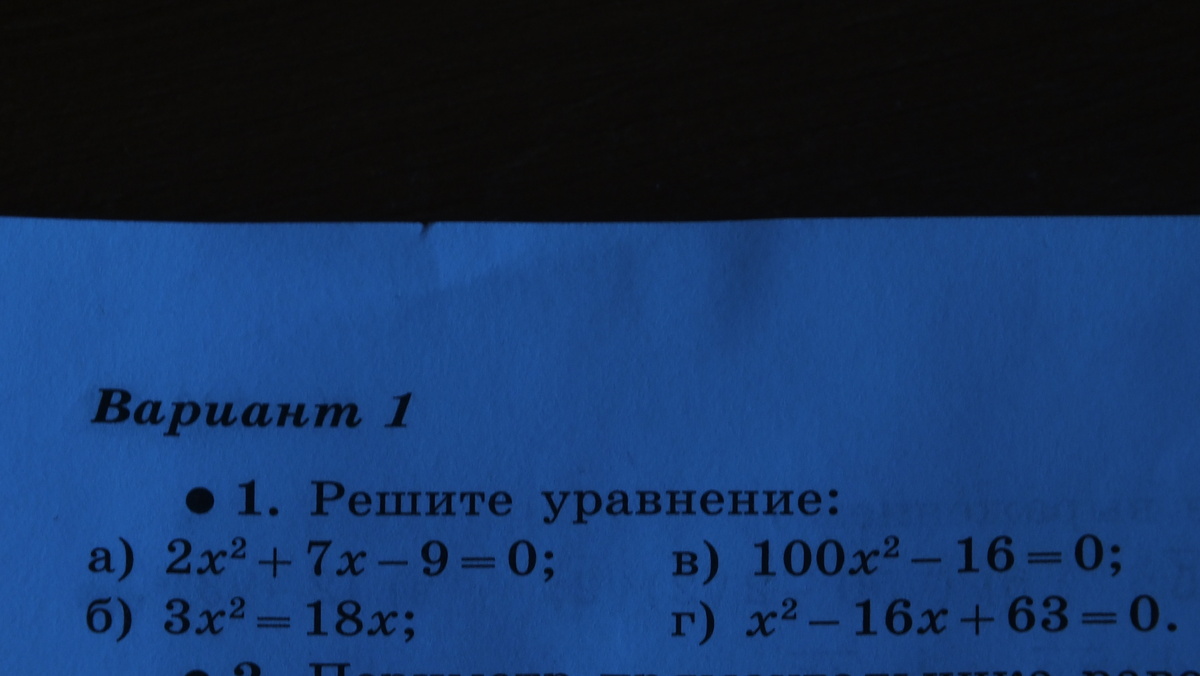 Вариант 1
● 1. Решите уравнение:
а) 2x² + 7x − 9 = 0; в) 100x² − 16 = 0;
б) 3x² = 18x; г) x² − 16x + 63 = 0.